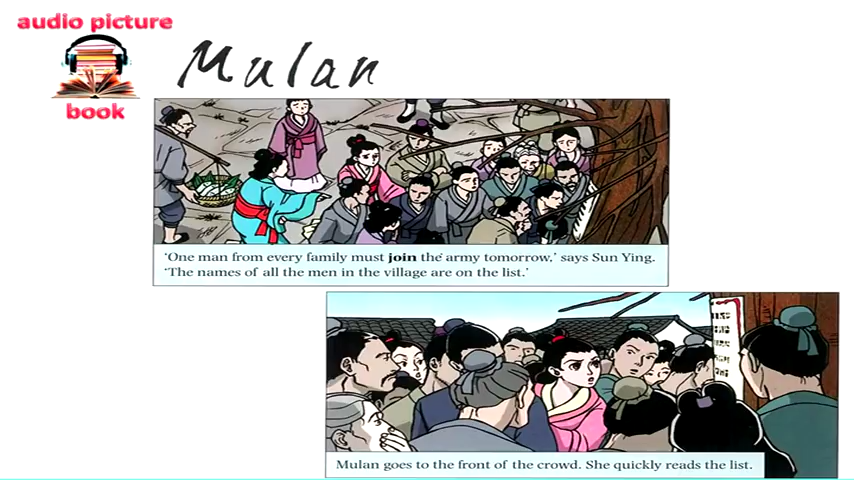 audio picture
book
Mulan
'One man from every family must join the army tomorrow,' says Sun Ying.
'The names of all the men in the village are on the list.'
Mulan goes to the front of the crowd. She quickly reads the list.